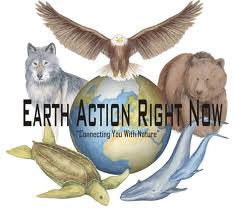 Earth Action Right Now
"Connecting You With Nature"